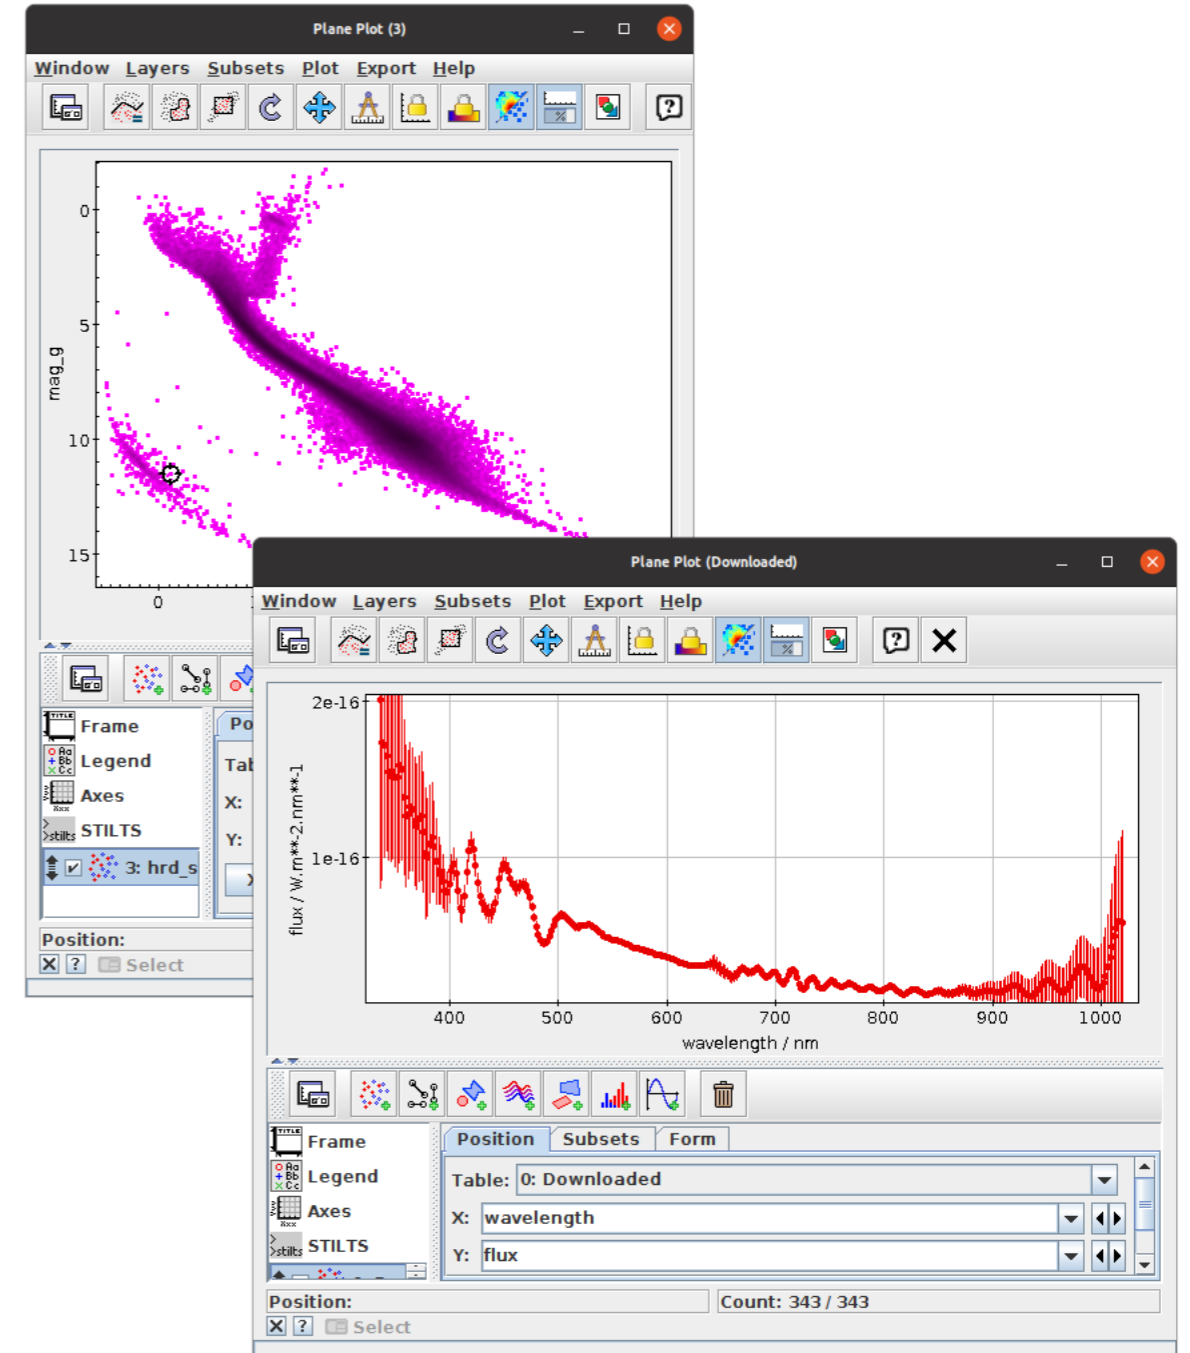 Plane Plot (3)
Window Layers Subsets Plot Export Help
0
5
10
15
mag_g
0
Frame
Legend
Axes
STILTS
3: hrd_s
Po
Tab
X:
Y:
Position:
Select
Plane Plot (Downloaded)
Window Layers Subsets Plot Export Help
2e-16
1e-16
flux / W.m**-2.nm**-1
400 500 600 700 800 900 1000
wavelength / nm
Frame
Legend
Axes
STILTS
Position Subsets Form
Table: 0: Downloaded
X: wavelength
Y: flux
Position:
Count: 343 / 343
Select